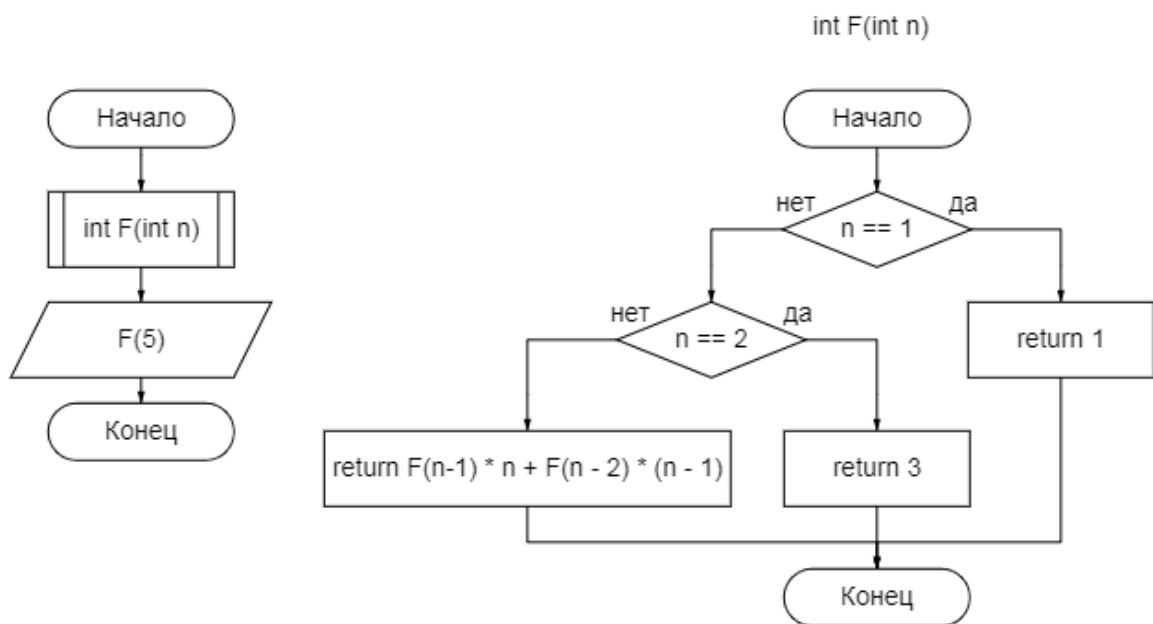 int F(int n)
Начало
int F(int n)
F(5)
Конец
Начало
нет
да
n == 1
нет
да
n == 2
return 1
return F(n-1) * n + F(n - 2) * (n - 1)
return 3
Конец